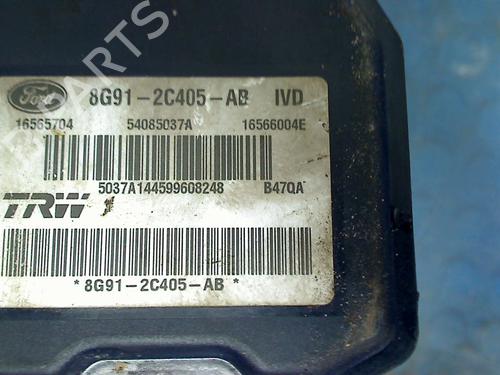 PARTS
Ford 8G91-2C405-AB IVD
16565704 54085037A 16566004E
5037A144599608248 B47QA
TRW
*8G91-2C405-AB*